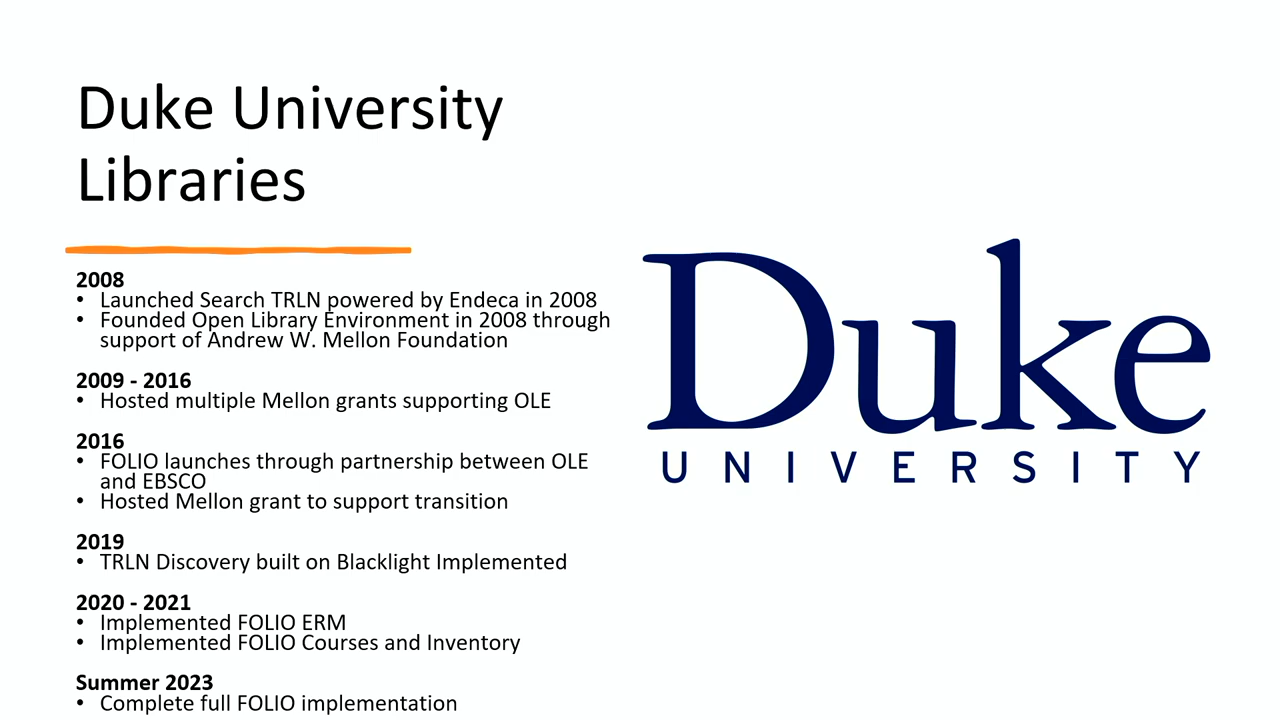 Duke University
Libraries
2008
• Launched Search TRLN powered by Endeca in 2008
• Founded Open Library Environment in 2008 through
support of Andrew W. Mellon Foundation
2009 - 2016
• Hosted multiple Mellon grants supporting OLE
2016
• FOLIO launches through partnership between OLE
and EBSCO
• Hosted Mellon grant to support transition
2019
• TRLN Discovery built on Blacklight Implemented
2020 - 2021
• Implemented FOLIO ERM
• Implemented FOLIO Courses and Inventory
Summer 2023
• Complete full FOLIO implementation
Duke
UNIVERSITY